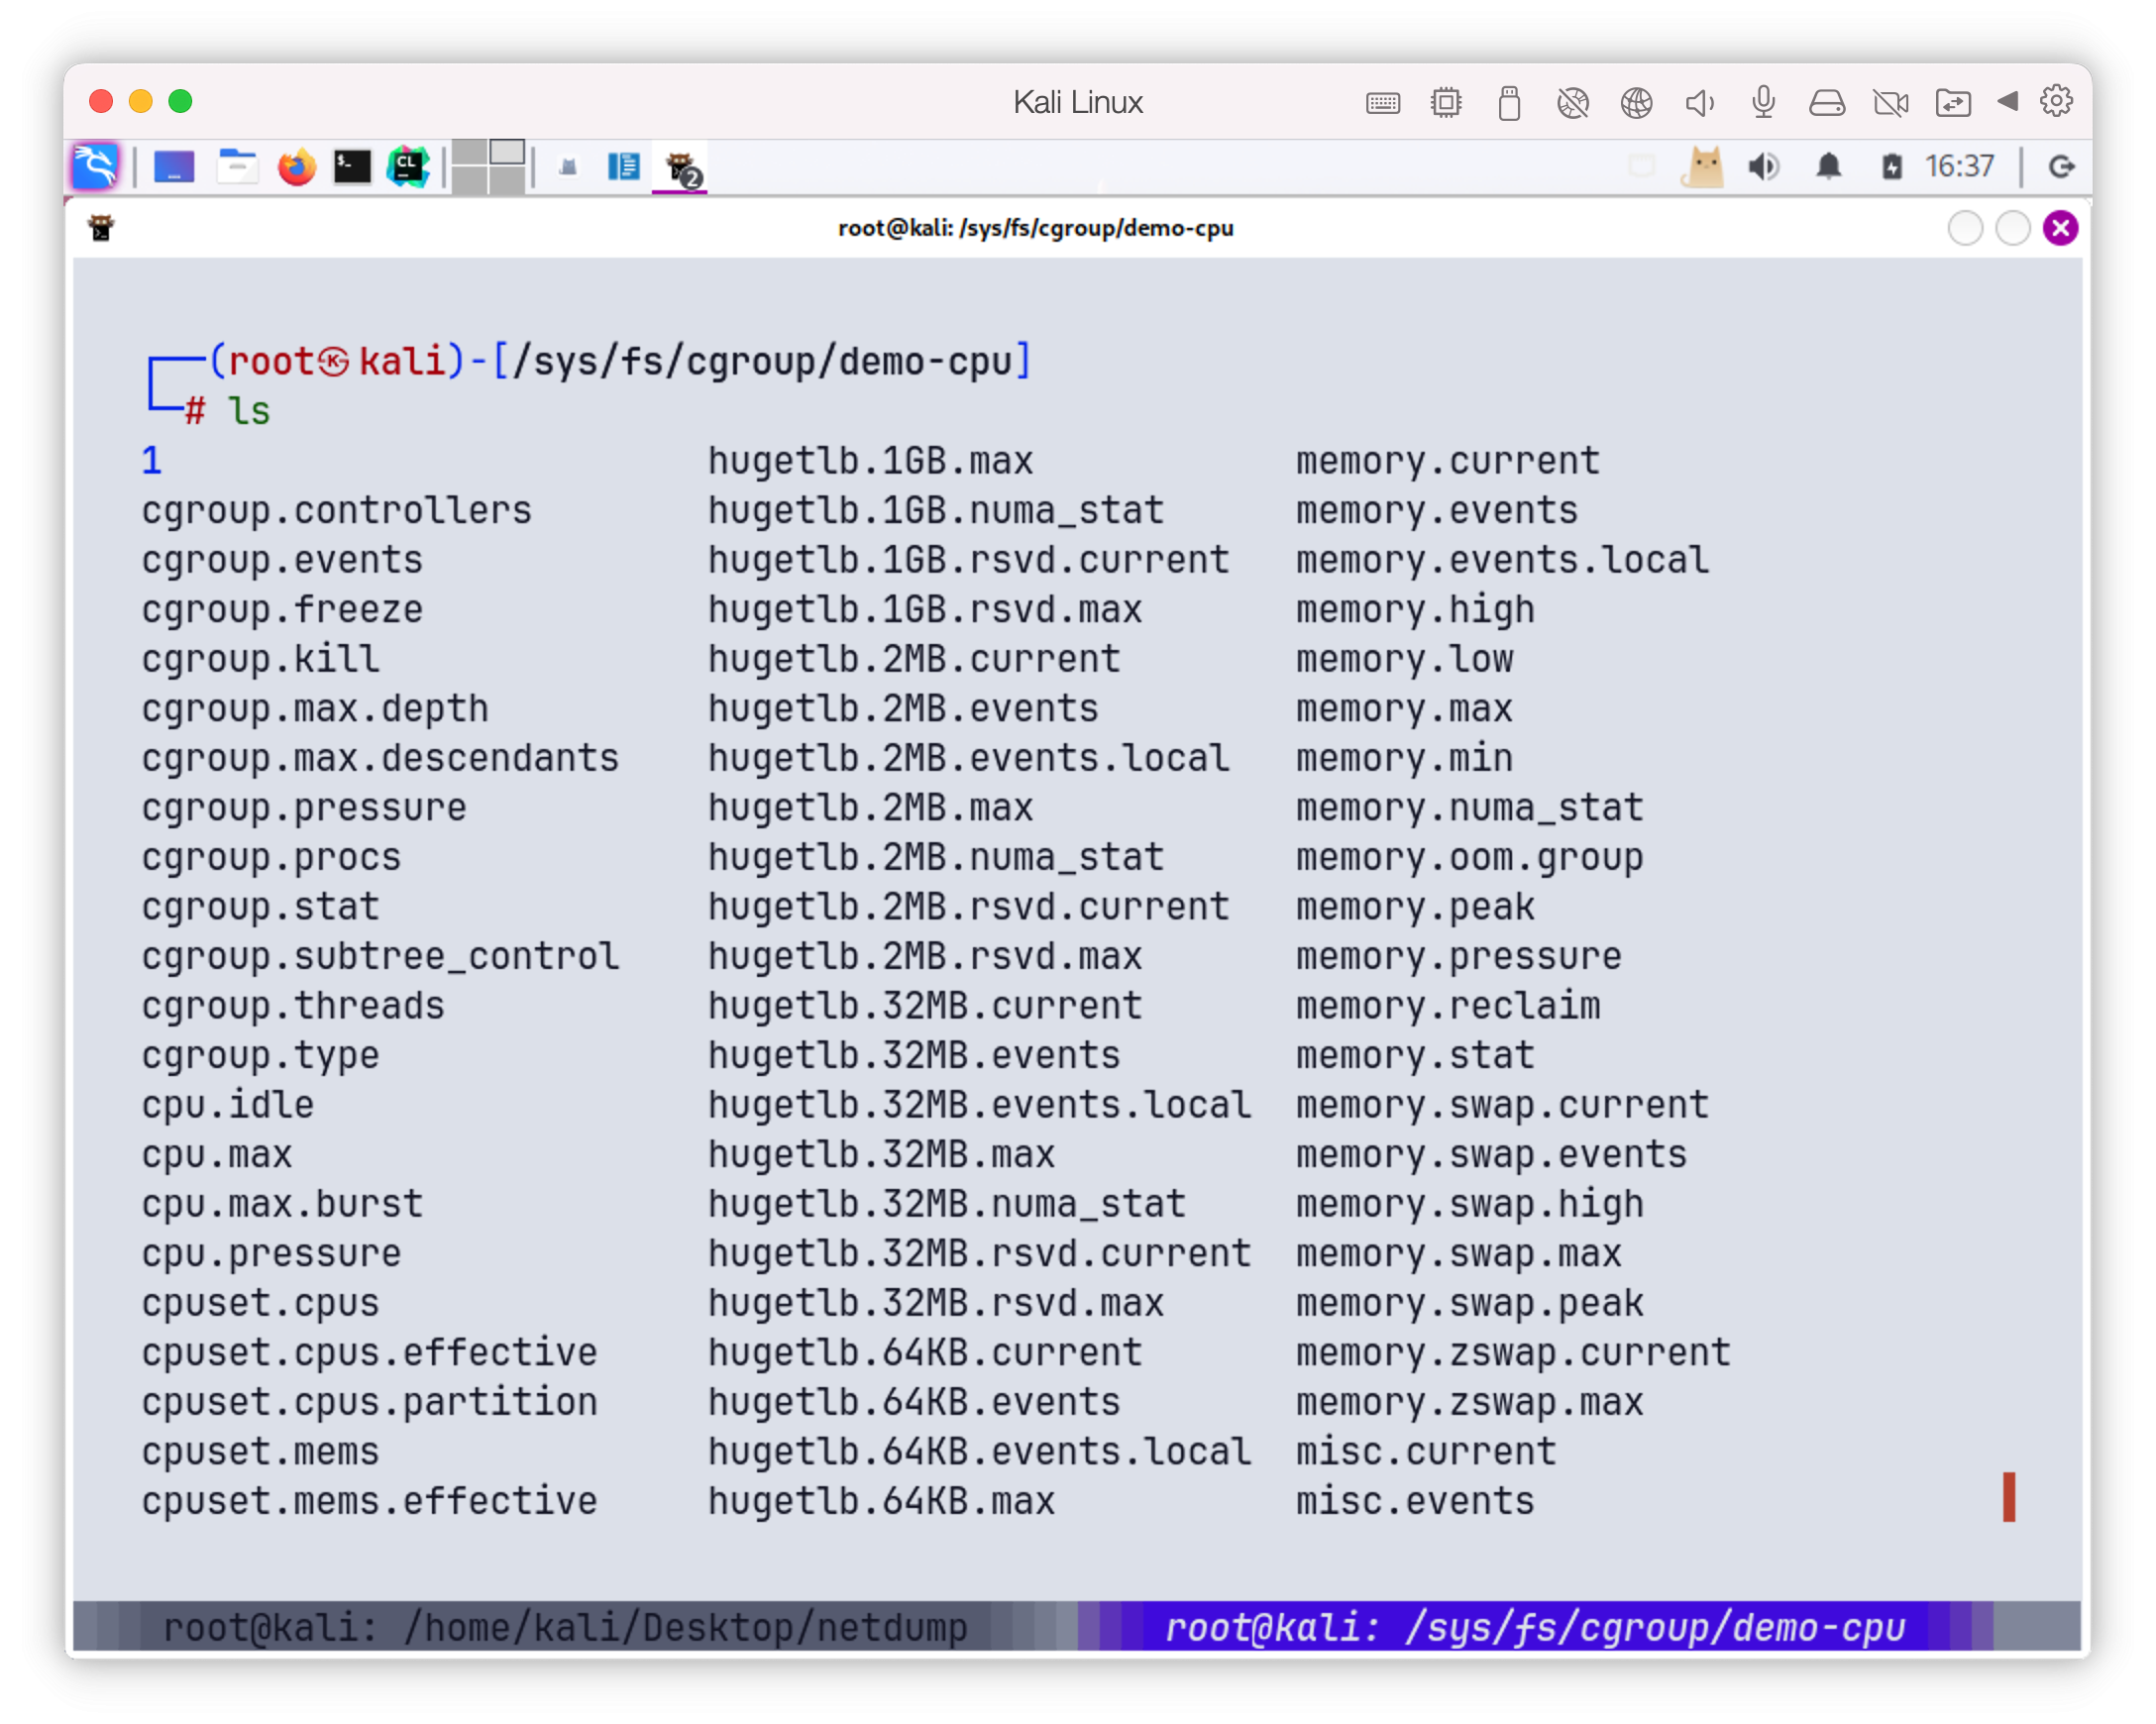 Kali Linux
$_ CL 2 16:37
root@kali: /sys/fs/cgroup/demo-cpu
(root㉿kali)-[/sys/fs/cgroup/demo-cpu]
# ls
1 hugetlb.1GB.max memory.current
cgroup.controllers hugetlb.1GB.numa_stat memory.events
cgroup.events hugetlb.1GB.rsvd.current memory.events.local
cgroup.freeze hugetlb.1GB.rsvd.max memory.high
cgroup.kill hugetlb.2MB.current memory.low
cgroup.max.depth hugetlb.2MB.events memory.max
cgroup.max.descendants hugetlb.2MB.events.local memory.min
cgroup.pressure hugetlb.2MB.max memory.numa_stat
cgroup.procs hugetlb.2MB.numa_stat memory.oom.group
cgroup.stat hugetlb.2MB.rsvd.current memory.peak
cgroup.subtree_control hugetlb.2MB.rsvd.max memory.pressure
cgroup.threads hugetlb.32MB.current memory.reclaim
cgroup.type hugetlb.32MB.events memory.stat
cpu.idle hugetlb.32MB.events.local memory.swap.current
cpu.max hugetlb.32MB.max memory.swap.events
cpu.max.burst hugetlb.32MB.numa_stat memory.swap.high
cpu.pressure hugetlb.32MB.rsvd.current memory.swap.max
cpuset.cpus hugetlb.32MB.rsvd.max memory.swap.peak
cpuset.cpus.effective hugetlb.64KB.current memory.zswap.current
cpuset.cpus.partition hugetlb.64KB.events memory.zswap.max
cpuset.mems hugetlb.64KB.events.local misc.current
cpuset.mems.effective hugetlb.64KB.max misc.events
root@kali: /home/kali/Desktop/netdump root@kali: /sys/fs/cgroup/demo-cpu